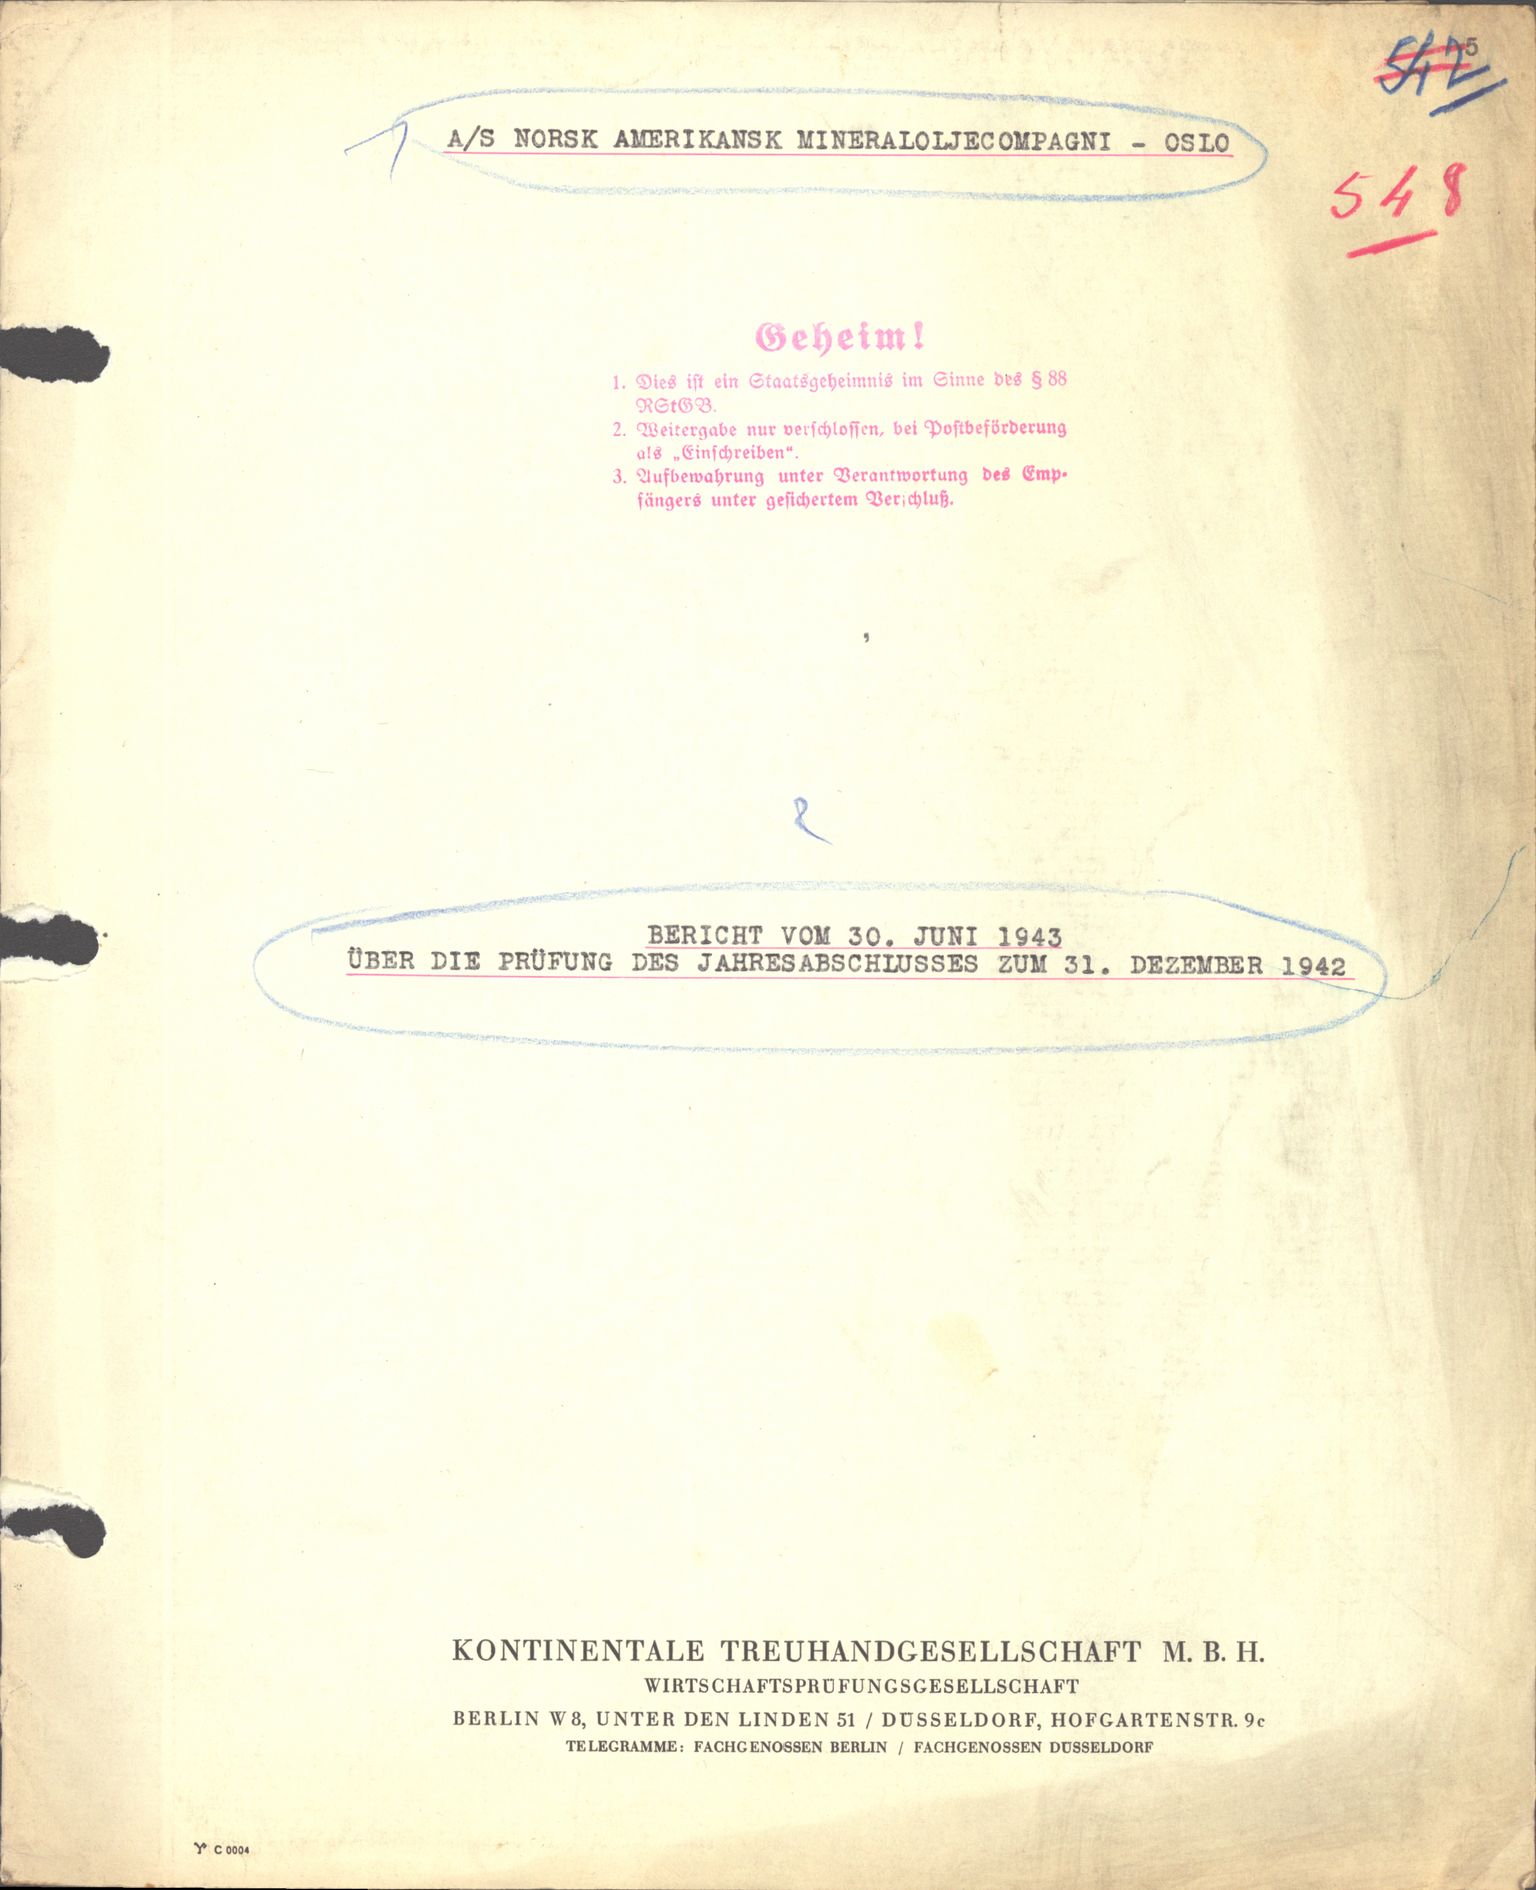 542
5
A/S NORSK AMERIKANSK MINERALOLJECOMPAGNI - OSLO
548
Geheim!
1. Dies ist ein Staatsgeheimnis im Sinne des § 88
RStGB.
2. Weitergabe nur verschlossen, bei Postbeförderung
als „Einschreiben“.
3. Aufbewahrung unter Verantwortung des Emp-
fängers unter gesichertem Verschluß.
BERICHT VOM 30. JUNI 1943
ÜBER DIE PRÜFUNG DES JAHRESABSCHLUSSES ZUM 31. DEZEMBER 1942
KONTINENTALE TREUHANDGESELLSCHAFT M. B. H.
WIRTSCHAFTSPRÜFUNGSGESELLSCHAFT
BERLIN W 8, UNTER DEN LINDEN 51 / DÜSSELDORF, HOFGARTENSTR. 9c
TELEGRAMME: FACHGENOSSEN BERLIN / FACHGENOSSEN DÜSSELDORF
C 0004